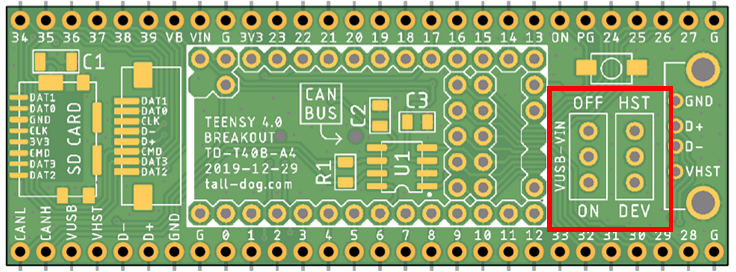 34 35 36 37 38 39 VB VIN G 3V3 23 22 21 20 19 18 17 16 15 14 13 ON PG 24 25 26 27 G
G
C1
DAT1
DAT0
GND
CLK
3V3
CMD
DAT3
DAT2
SD CARD
DAT1
DAT0
CLK
D-
D+
CMD
DAT3
DAT2
TEENSY 4.0
BREAKOUT
TD-T40B-A4
2019-12-29
tall-dog.com
CAN
BUS
C2
C3
R1
U1
OFF HST
VUSB-VIN
ON DEV
GND
D+
D-
VHST
CANL CANH VUSB VHST D- D+ GND G 0 1 2 3 4 5 6 7 8 9 10 11 12 33 32 31 30 29 28 G